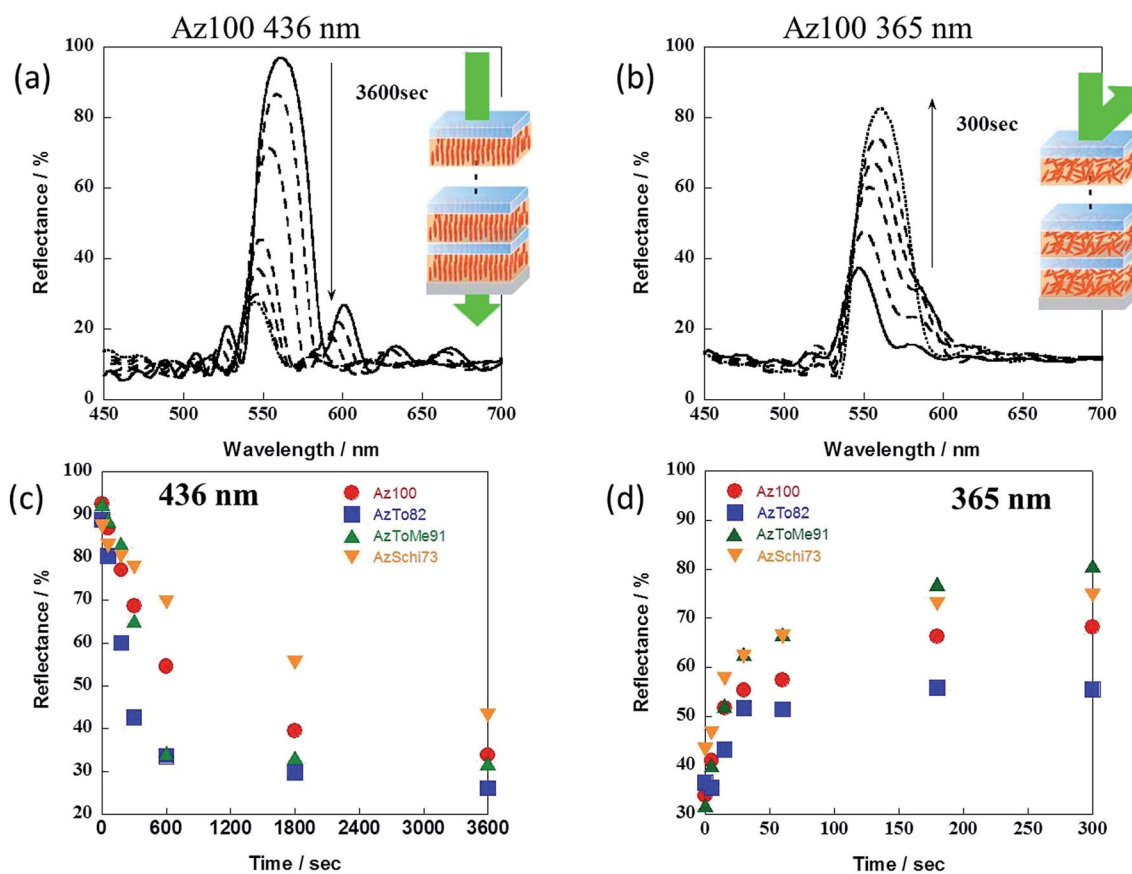 Az100 436 nm
(a)
100
80
60
40
20
0
Reflectance / %
3600sec
450 500 550 600 650 700
Wavelength / nm
Az100 365 nm
(b)
100
80
60
40
20
0
Reflectance / %
300sec
450 500 550 600 650 700
Wavelength / nm
(c)
436 nm
100
90
80
70
60
50
40
30
20
Reflectance / %
Az100
AzTo82
AzToMe91
AzSchi73
0 600 1200 1800 2400 3000 3600
Time / sec
(d)
365 nm
100
90
80
70
60
50
40
30
Reflectance / %
Az100
AzTo82
AzToMe91
AzSchi73
0 50 100 150 200 250 300
Time / sec